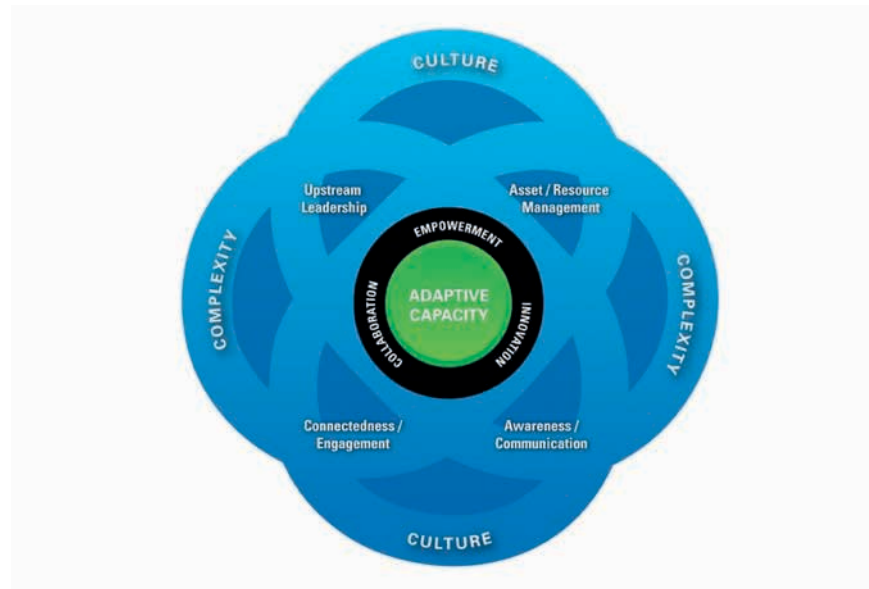 CULTURE
Upstream
Leadership
Asset / Resource
Management
COMPLEXITY
EMPOWERMENT
COLLABORATION
ADAPTIVE
CAPACITY
INNOVATION
COMPLEXITY
Connectedness /
Engagement
Awareness /
Communication
CULTURE